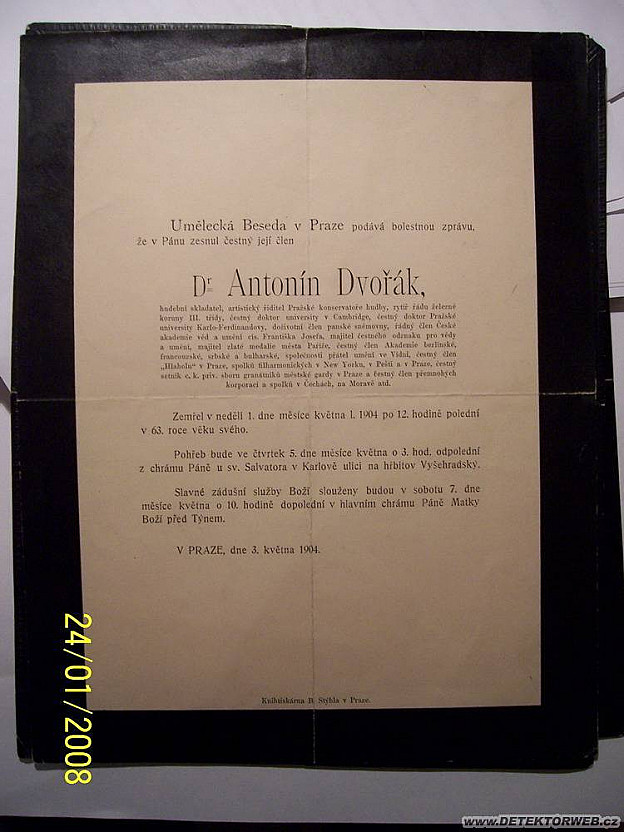 Umělecká Beseda v Praze podává bolestnou zprávu,
že v Pánu zesnul čestný její člen
Dr Antonín Dvořák,
hudební skladatel, artistický ředitel Pražské konservatoře hudby, rytíř řádu železné
koruny III. třídy, čestný doktor university v Cambridge, čestný doktor Pražské
university Karlo-Ferdinandovy, doživotní člen panské sněmovny, řádný člen České
akademie věd a umění cís. Františka Josefa, majitel čestného odznaku pro vědy
a umění, majitel zlaté medaile města Paříže, čestný člen Akademie berlínské,
francouzské, srbské a bulharské, společnosti přátel umění ve Vídni, čestný člen
„Hlaholu" v Praze, spolků filharmonických v New Yorku, v Pešti a v Praze, čestný
setník c. k. priv. sboru granátníků městské gardy v Praze a čestný člen přemnohých
korporací a spolků v Čechách, na Moravě atd.
Zemřel v neděli 1. dne měsíce května l. 1904 po 12. hodině polední
v 63. roce věku svého.
Pohřeb bude ve čtvrtek 5. dne měsíce května o 3. hod. odpolední
z chrámu Páně u sv. Salvatora v Karlově ulici na hřbitov Vyšehradský.
Slavné zádušní služby Boží slouženy budou v sobotu 7. dne
měsíce května o 10. hodině dopolední v hlavním chrámu Páně Matky
Boží před Týnem.
V PRAZE, dne 3. května 1904.
Knihtiskárna B. Stýbla v Praze.
24/01/2008
www.DETEKTORWEB.cz